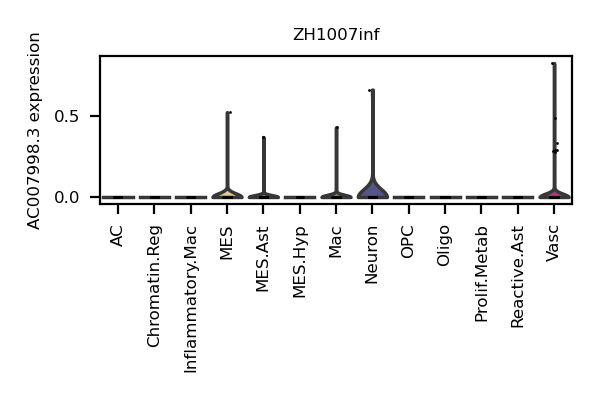 ZH1007inf
AC007998.3 expression
0.5
0.0
AC
Chromatin.Reg
Inflammatory.Mac
MES
MES.Ast
MES.Hyp
Mac
Neuron
OPC
Oligo
Prolif.Metab
Reactive.Ast
Vasc